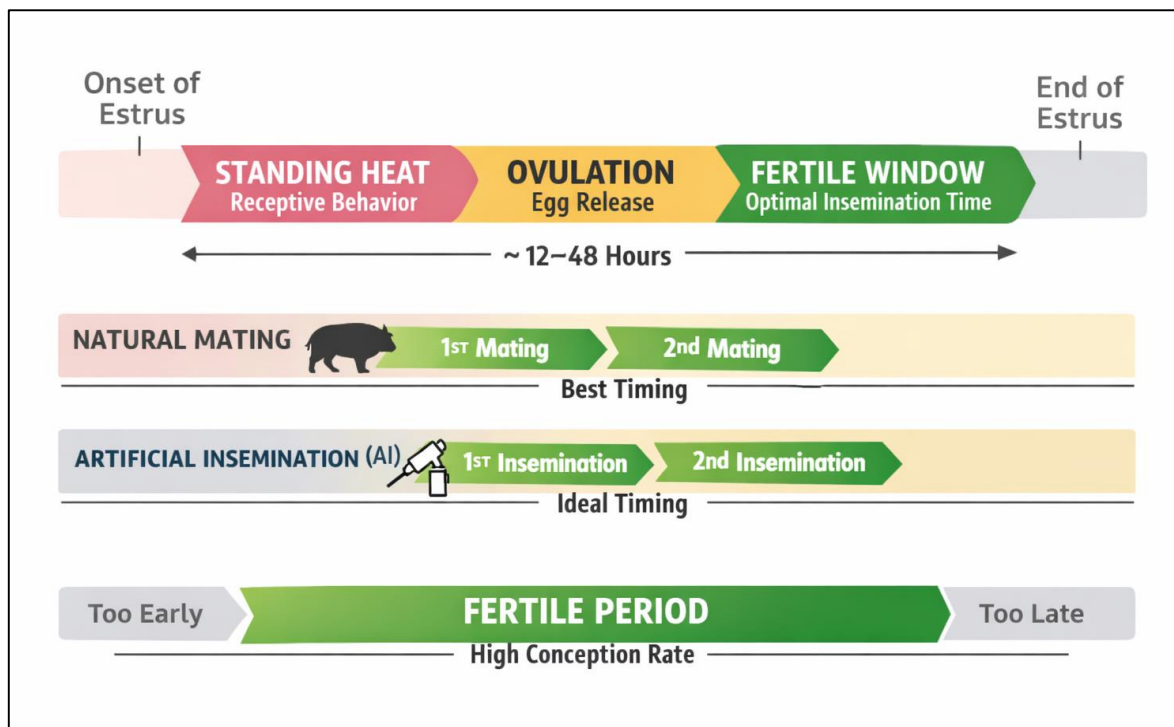 Onset of
Estrus
End of
Estrus
STANDING HEAT
Receptive Behavior
OVULATION
Egg Release
FERTILE WINDOW
Optimal Insemination Time
~ 12–48 Hours
NATURAL MATING
1ST Mating
2nd Mating
Best Timing
ARTIFICIAL INSEMINATION (AI)
1ST Insemination
2nd Insemination
Ideal Timing
Too Early
FERTILE PERIOD
Too Late
High Conception Rate